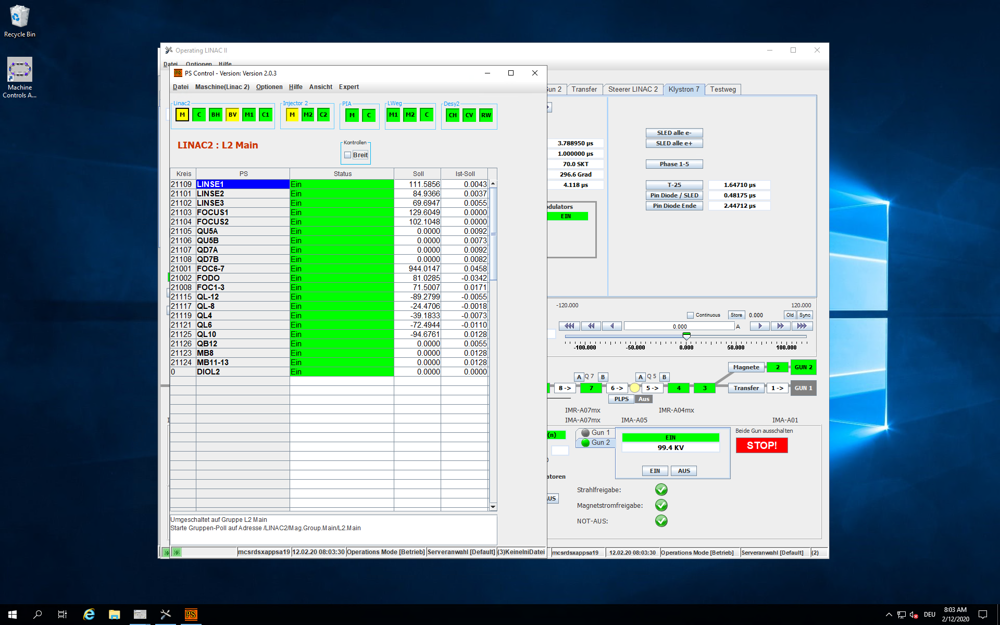 Recycle Bin
Machine
Controls A...
Operating LINAC II
Datei Optionen Hilfe
PS Control - Version: Version 2.0.3
Datei Maschine(Linac 2) Optionen Hilfe Ansicht Expert
Linac2 Injector 2 PIA LWeg Desy2
M C BH BV M1 C1 M M2 C2 M C M1 M2 C CH CV RW
LINAC2 : L2 Main
Kontrollen
Breit
Kreis PS Status Soll Ist-Soll
21109 LINSE1 Ein 111.5856 0.0043
21101 LINSE2 Ein 84.9366 0.0037
21102 LINSE3 Ein 69.6947 0.0055
21103 FOCUS1 Ein 129.6049 0.0000
21104 FOCUS2 Ein 102.1048 0.0000
21105 QU5A Ein 0.0000 0.0092
21106 QU5B Ein 0.0000 0.0073
21107 QD7A Ein 0.0000 0.0092
21108 QD7B Ein 0.0000 0.0082
21001 FOC6-7 Ein 944.0147 0.0458
21002 FODO Ein 81.0285 -0.0342
21008 FOC1-3 Ein 71.5007 0.0171
21115 QL-12 Ein -89.2799 -0.0055
21117 QL-8 Ein -24.4706 -0.0018
21119 QL4 Ein -39.1833 -0.0073
21121 QL6 Ein -72.4944 -0.0110
21125 QL10 Ein -94.6761 0.0128
21126 QB12 Ein 0.0000 0.0055
21123 MB8 Ein 0.0000 0.0128
21124 MB11-13 Ein 0.0000 0.0128
0 DIOL2 Ein 0.0000 0.0000
Umgeschaltet auf Gruppe L2 Main
Starte Gruppen-Poll auf Adresse /LINAC2/Mag.Group.Main/L2.Main
mcsrdsxappsa19 12.02.20 08:03:30 Operations Mode [Betrieb] Serveranwahl [Default] (3)KeineIniDatei
un 2 Transfer Steerer LINAC 2 Klystron 7 Testweg
3.788950 µs
1.000000 µs
70.0 SKT
296.6 Grad
4.118 µs
dulators
EIN
SLED alle e-
SLED alle e+
Phase 1-5
T-25 1.64710 µs
Pin Diode / SLED 0.48175 µs
Pin Diode Ende 2.44712 µs
-120.000 120.000
Continuous Store 0.000 Old Sync
0.000 A
-100.000 -50.000 0.000 50.000 100.000
Magnete 2 GUN 2
A Q 7 B A Q 5 B
8 -> 7 6 -> 5 -> 4 3 Transfer 1 -> GUN 1
PLPS Aus
IMR-A07mx IMR-A04mx
IMA-A07mx IMA-A05 IMA-A01
(n)
Gun 1
Gun 2
EIN
99.4 KV
EIN AUS
Beide Gun ausschalten
STOP!
atoren
US
Strahlfreigabe:
Magnetstromfreigabe:
NOT-AUS:
mcsrdsxappsa19 12.02.20 08:03:30 Operations Mode [Betrieb] Serveranwahl [Default] (2)
PS
DEU
8:03 AM
2/12/2020